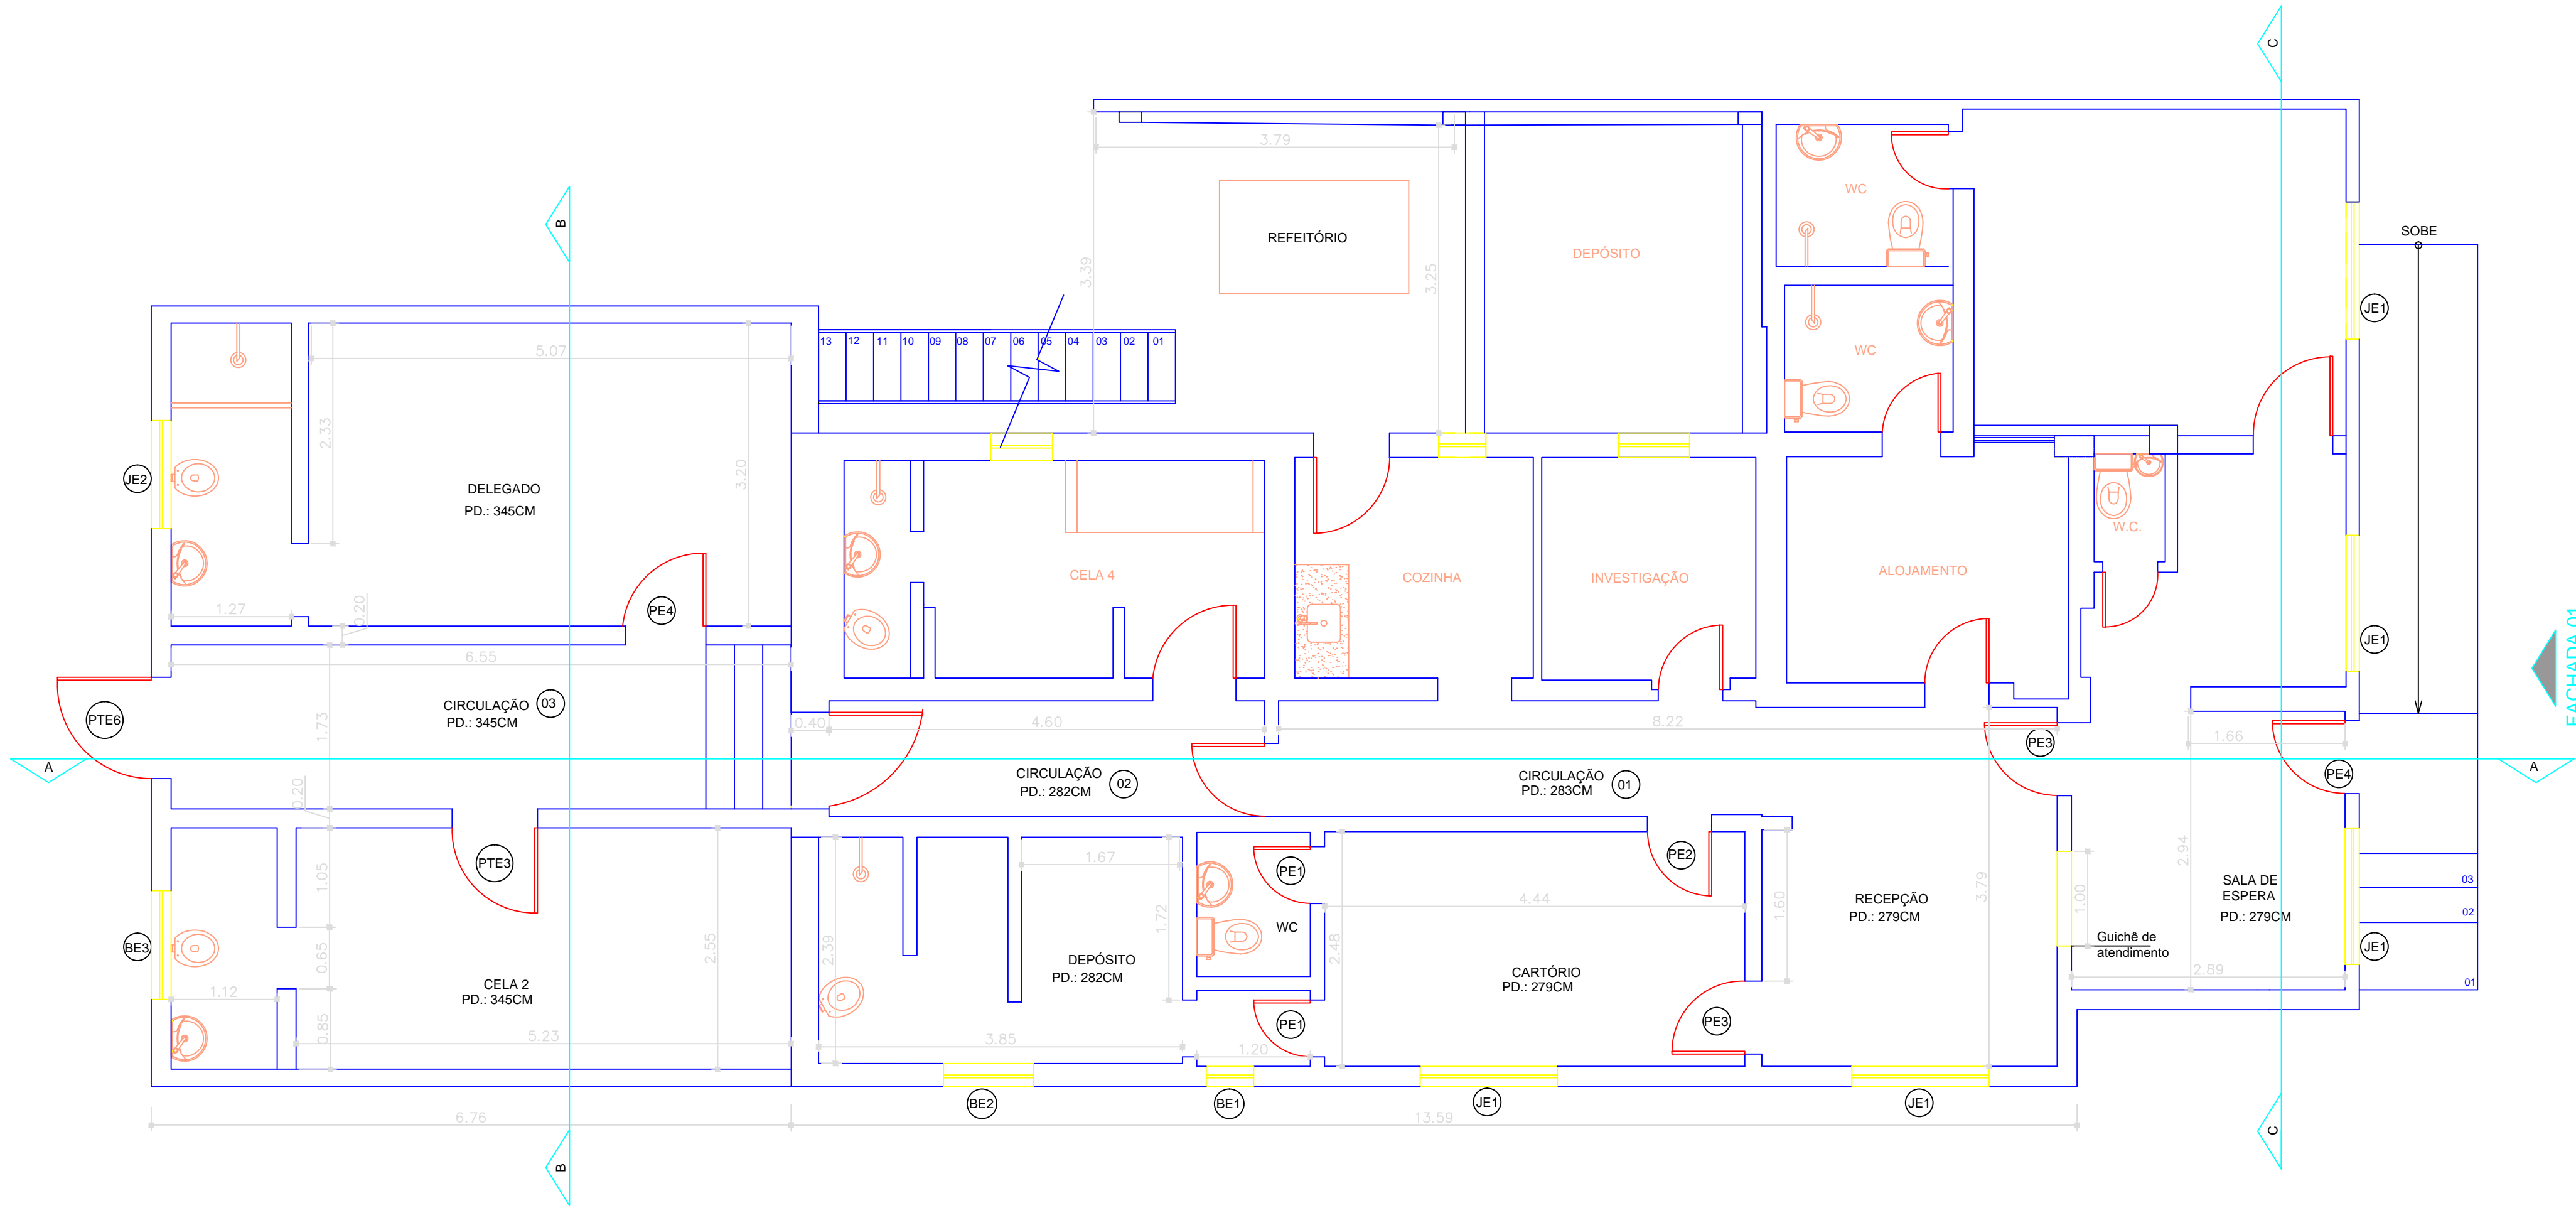 C
3.79
WC
REFEITÓRIO
DEPÓSITO
SOBE
B
3.39
3.25
JE1
13 12 11 10 09 08 07 06 05 04 03 02 01
5.07
WC
2.33
3.20
JE2
DELEGADO
PD.: 345CM
W.C.
CELA 4
COZINHA
INVESTIGAÇÃO
ALOJAMENTO
1.27
0.20
PE4
JE1
FACHADA 01
6.55
CIRCULAÇÃO 03
PD.: 345CM
PTE6
1.73
0.40
4.60
8.22
PE3
1.66
A
CIRCULAÇÃO 02
PD.: 282CM
CIRCULAÇÃO 01
PD.: 283CM
PE4
A
0.20
PTE3
1.05
1.67
PE1
PE2
2.94
1.60
3.79
1.00
SALA DE
ESPERA
PD.: 279CM
03
02
01
RECEPÇÃO
PD.: 279CM
4.44
1.72
WC
BE3
0.65
2.55
2.39
2.48
Guichê de
atendimento
JE1
DEPÓSITO
PD.: 282CM
CARTÓRIO
PD.: 279CM
2.89
CELA 2
PD.: 345CM
1.12
0.85
5.23
3.85
PE1
1.20
PE3
BE2
BE1
JE1
JE1
6.76
13.59
B
C